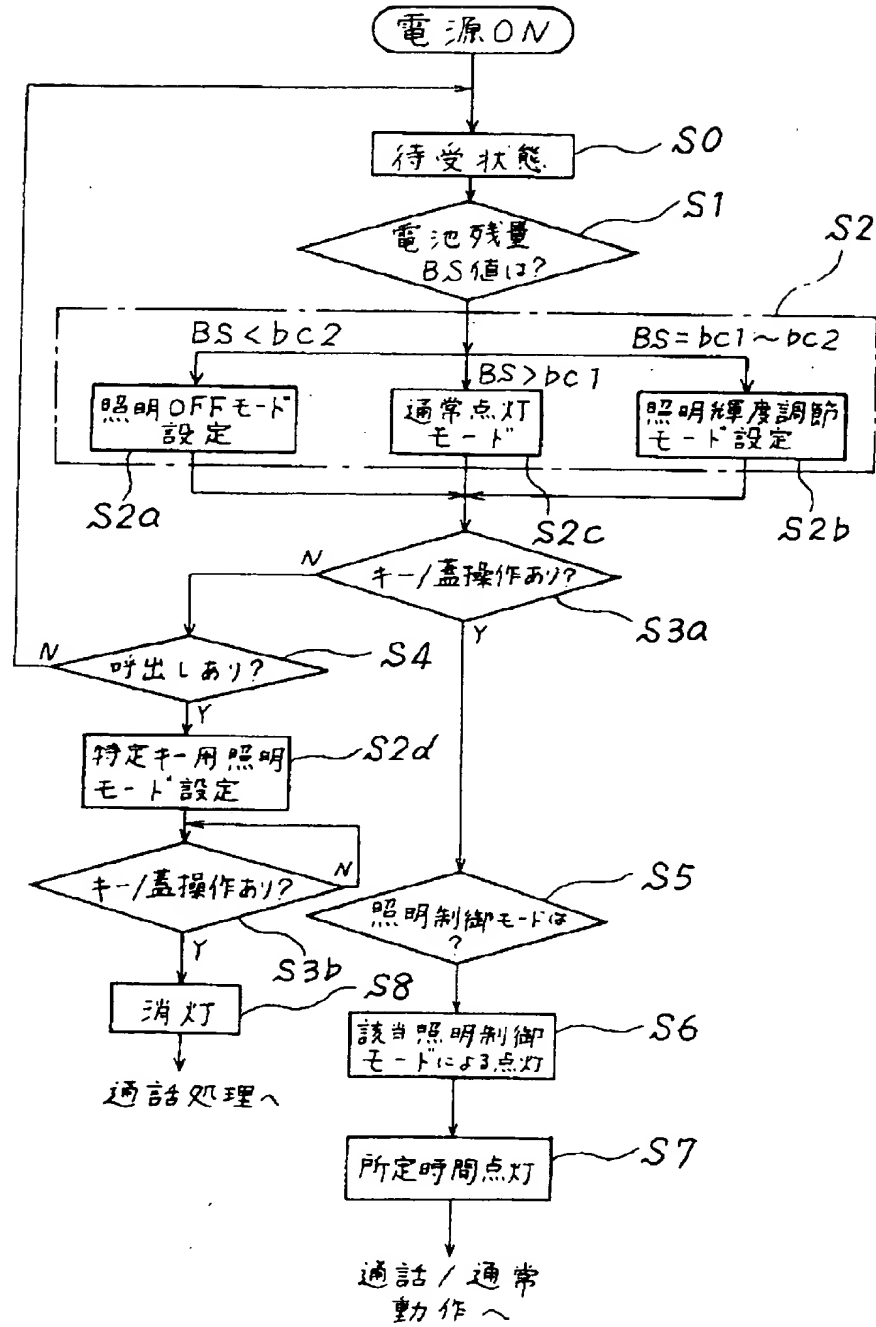 電源ON
待受状態
S0
電池残量
BS値は?
S1
S2
BS<bc2
BS>bc1
BS=bc1~bc2
照明OFFモード
設定
通常点灯
モード
照明輝度調節
モード設定
S2a
S2c
S2b
キー/蓋操作あり?
N
Y
S3a
呼出しあり?
N
Y
S4
特定キー用照明
モード設定
S2d
キー/蓋操作あり?
N
Y
S3b
消灯
S8
通話処理へ
照明制御モードは
?
S5
該当照明制御
モードによる点灯
S6
所定時間点灯
S7
通話/通常
動作へ